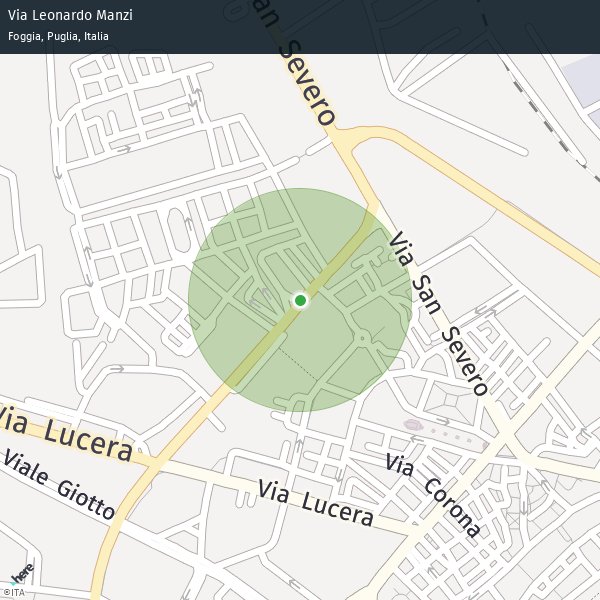 Via Leonardo Manzi
Foggia, Puglia, Italia
San Severo
Via San Severo
Via Lucera
Viale Giotto
Via Lucera
Via Corona
here
©ITA